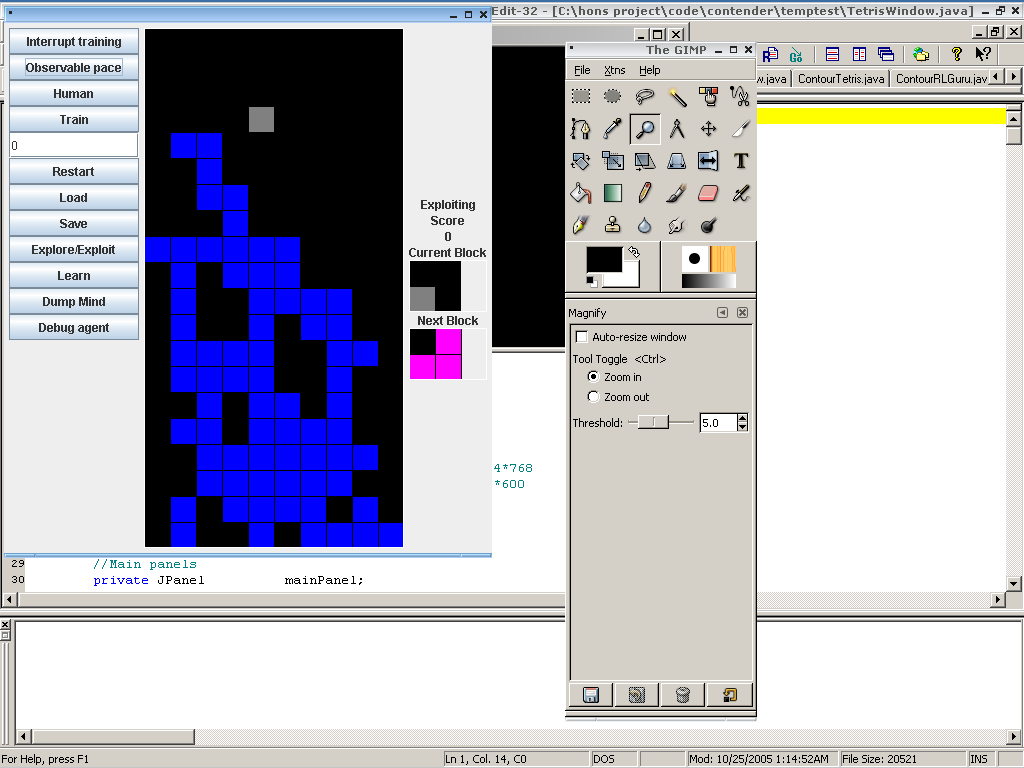 Edit-32 - [C:\hons project\code\contender\temptest\TetrisWindow.java]
Interrupt training
Observable pace
Human
Train
0
Restart
Load
Save
Explore/Exploit
Learn
Dump Mind
Debug agent
Exploiting
Score
0
Current Block
Next Block
The GIMP
File Xtns Help
w.java ContourTetris.java ContourRLGuru.jav
Magnify
Auto-resize window
Tool Toggle <Ctrl>
Zoom in
Zoom out
Threshold: 5.0
4*768
*600
29 //Main panels
30 private JPanel mainPanel;
For Help, press F1 Ln 1, Col. 14, C0 DOS Mod: 10/25/2005 1:14:52AM File Size: 20521 INS